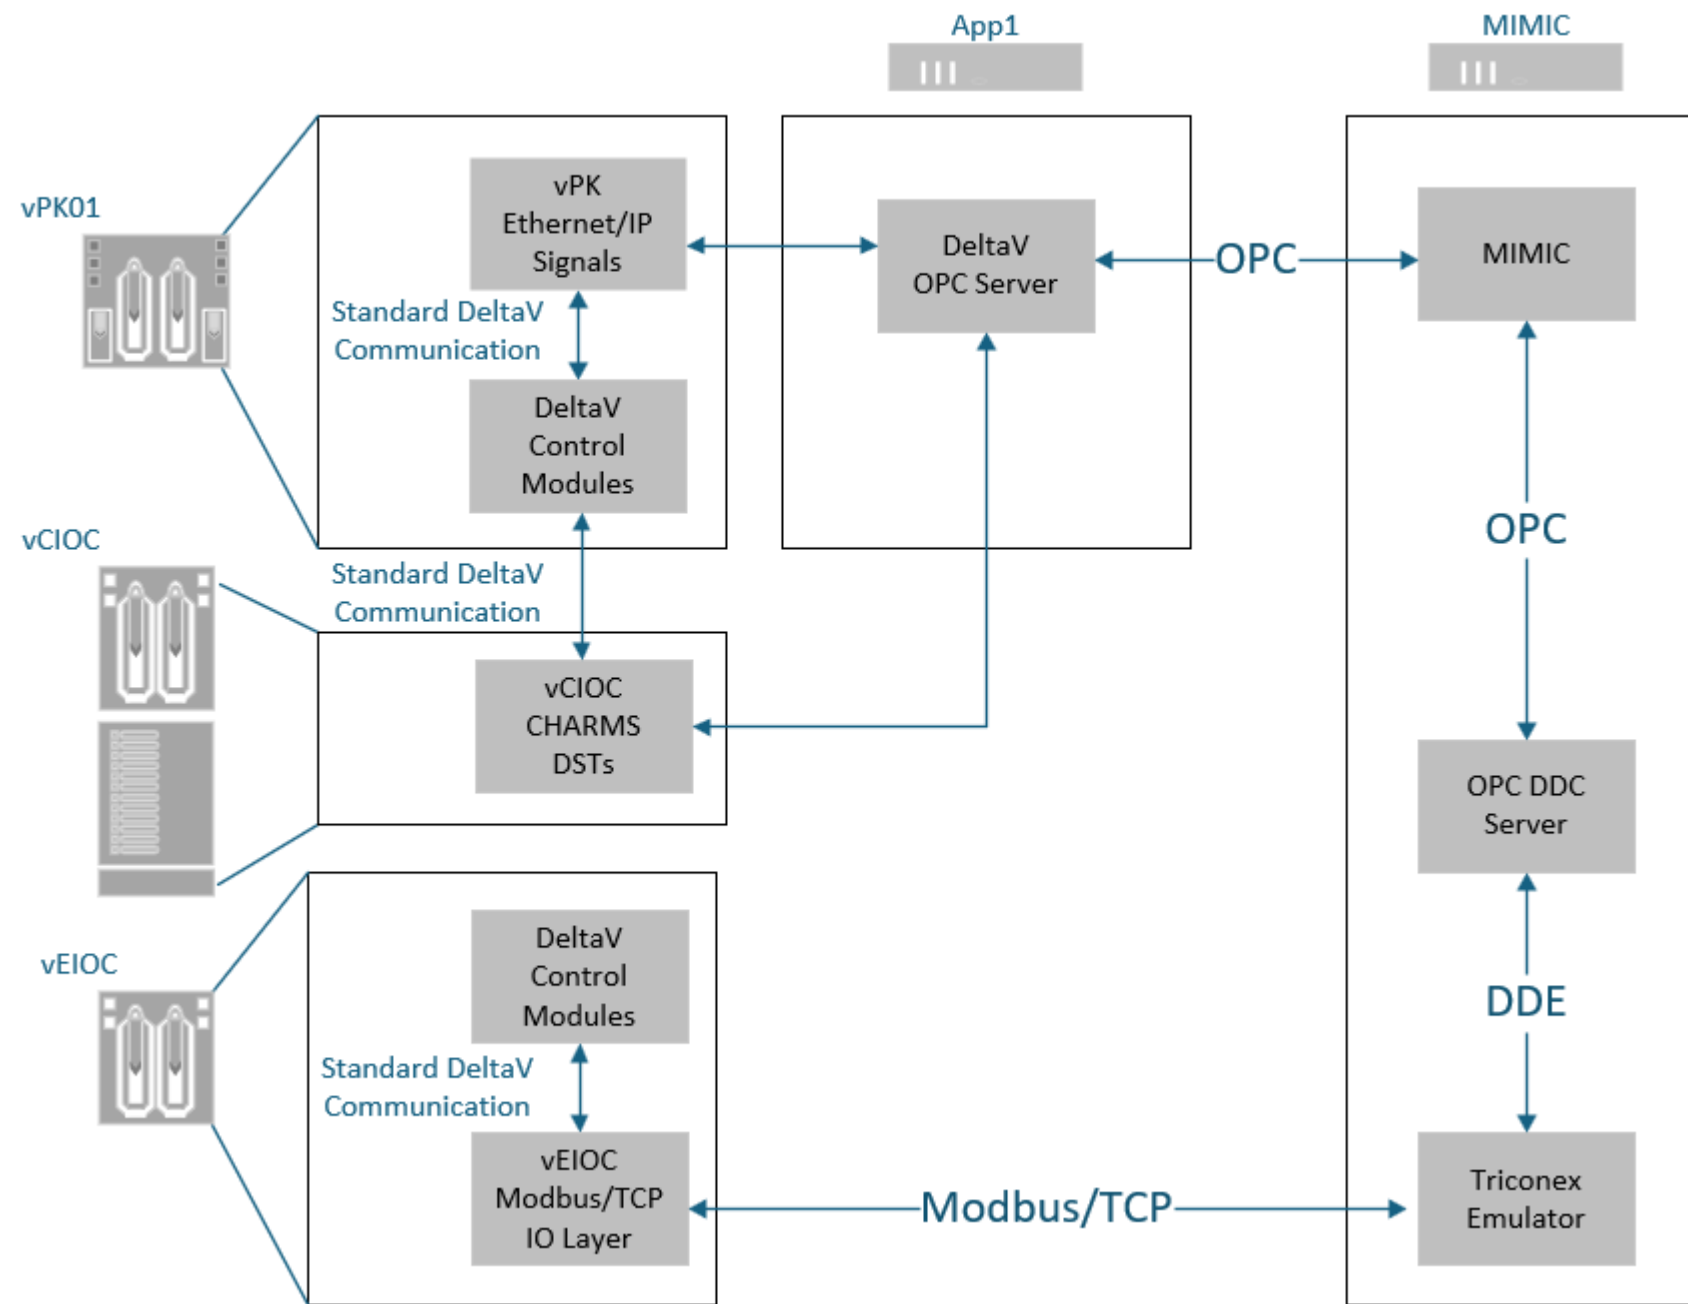 App1
MIMIC
vPK01
vPK
Ethernet/IP
Signals
Standard DeltaV
Communication
DeltaV
Control
Modules
DeltaV
OPC Server
OPC
MIMIC
vCIOC
Standard DeltaV
Communication
vCIOC
CHARMS
DSTs
OPC
OPC DDC
Server
vEIOC
DeltaV
Control
Modules
Standard DeltaV
Communication
vEIOC
Modbus/TCP
IO Layer
DDE
Modbus/TCP
Triconex
Emulator